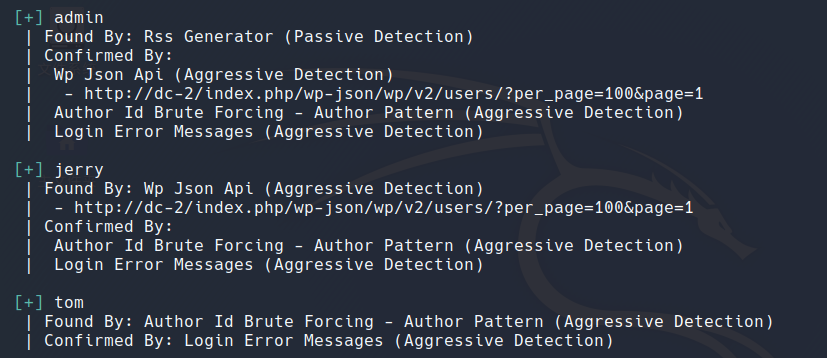 [+] admin
 | Found By: Rss Generator (Passive Detection)
 | Confirmed By:
 |  Wp Json Api (Aggressive Detection)
 |   - http://dc-2/index.php/wp-json/wp/v2/users/?per_page=100&page=1
 |  Author Id Brute Forcing - Author Pattern (Aggressive Detection)
 |  Login Error Messages (Aggressive Detection)

[+] jerry
 | Found By: Wp Json Api (Aggressive Detection)
 |  - http://dc-2/index.php/wp-json/wp/v2/users/?per_page=100&page=1
 | Confirmed By:
 |  Author Id Brute Forcing - Author Pattern (Aggressive Detection)
 |  Login Error Messages (Aggressive Detection)

[+] tom
 | Found By: Author Id Brute Forcing - Author Pattern (Aggressive Detection)
 | Confirmed By: Login Error Messages (Aggressive Detection)